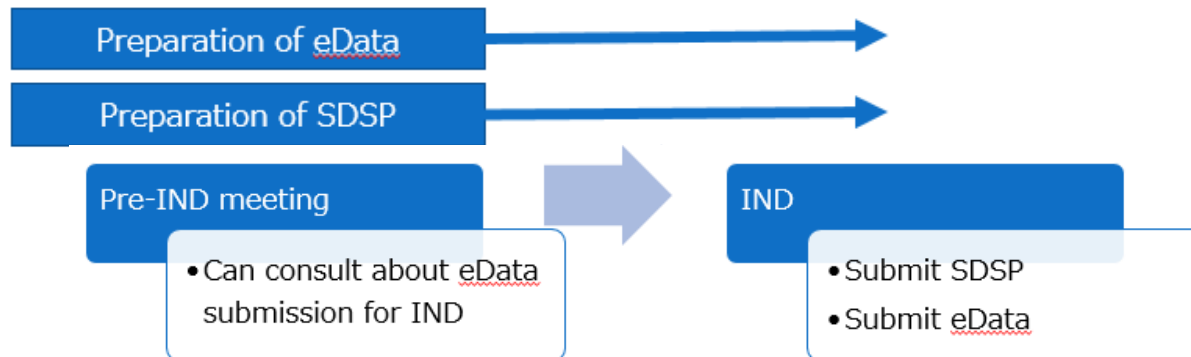 Preparation of eData
Preparation of SDSP
Pre-IND meeting
•Can consult about eData
submission for IND
IND
•Submit SDSP
•Submit eData